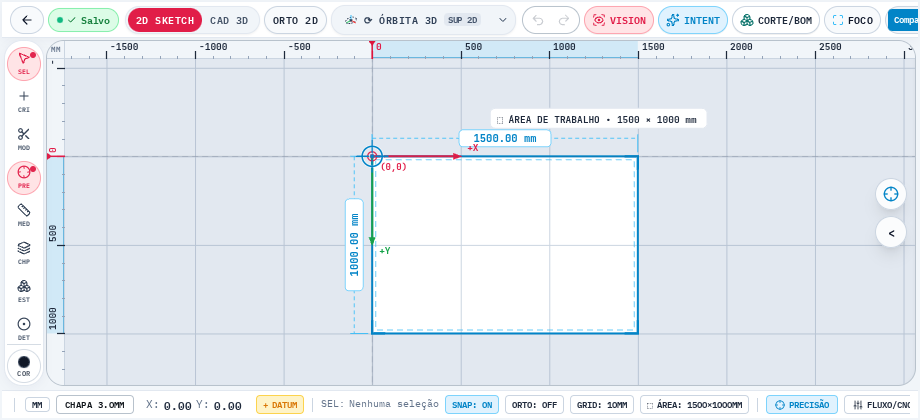 Salvo
2D SKETCH
CAD 3D
ORTO 2D
ÓRBITA 3D
SUP 2D
VISION
INTENT
CORTE/BOM
FOCO
Compa
MM
-1500
-1000
-500
0
500
1000
1500
2000
2500
SEL
CRI
MOD
PRE
MED
CHP
EST
DET
COR
0
500
1000
ÁREA DE TRABALHO • 1500 × 1000 mm
1500.00 mm
+X
(0,0)
1000.00 mm
+Y
<
MM
CHAPA 3.0MM
X: 0.00 Y: 0.00
+ DATUM
SEL: Nenhuma seleção
SNAP: ON
ORTO: OFF
GRID: 10MM
ÁREA: 1500×1000MM
PRECISÃO
FLUXO/CNC